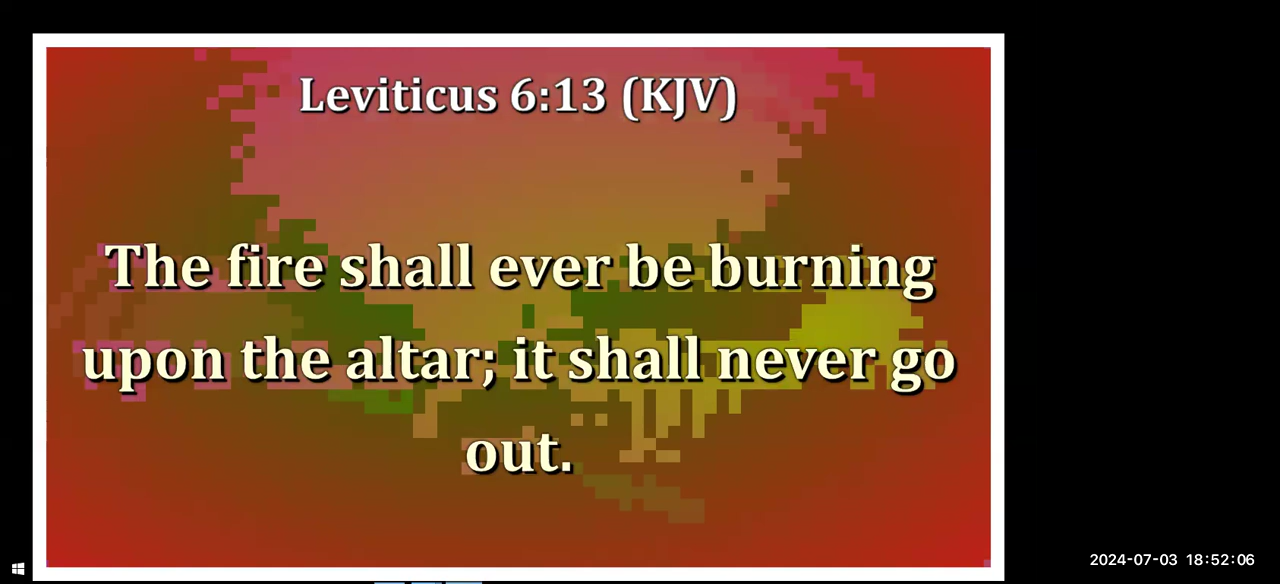 Leviticus 6:13 (KJV)
The fire shall ever be burning
upon the altar; it shall never go
out.
2024-07-03 18:52:06